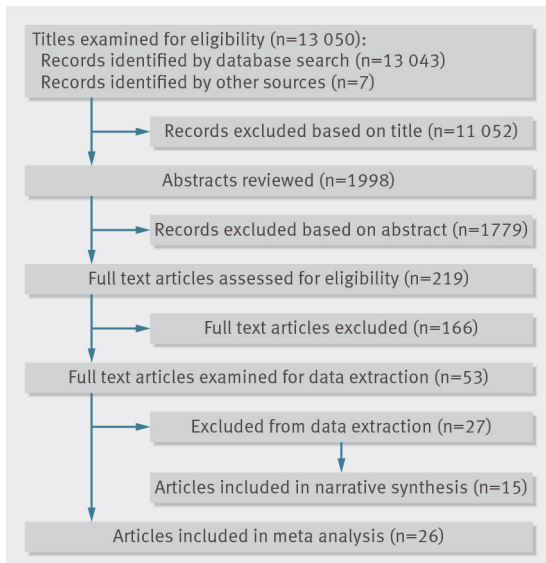 Titles examined for eligibility (n=13 050):
Records identified by database search (n=13 043)
Records identified by other sources (n=7)
Records excluded based on title (n=11 052)
Abstracts reviewed (n=1998)
Records excluded based on abstract (n=1779)
Full text articles assessed for eligibility (n=219)
Full text articles excluded (n=166)
Full text articles examined for data extraction (n=53)
Excluded from data extraction (n=27)
Articles included in narrative synthesis (n=15)
Articles included in meta analysis (n=26)